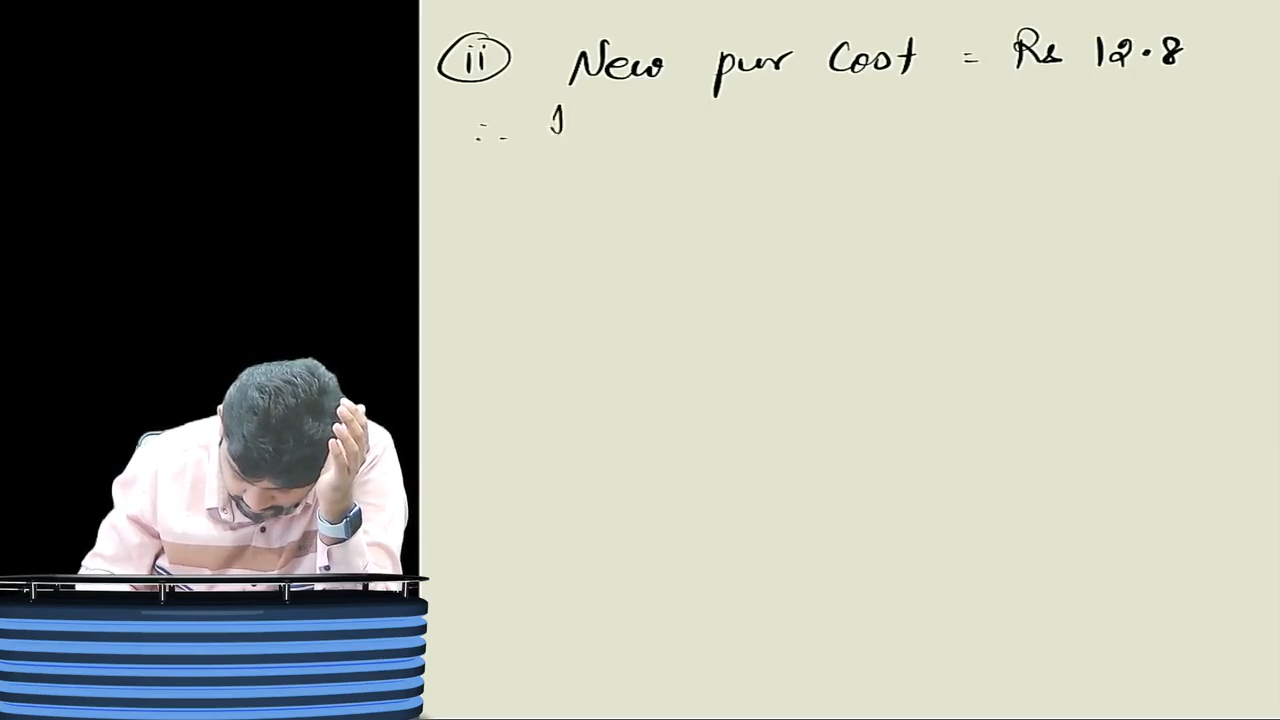 (ii) New pur Cost = Rs 12.8
∴